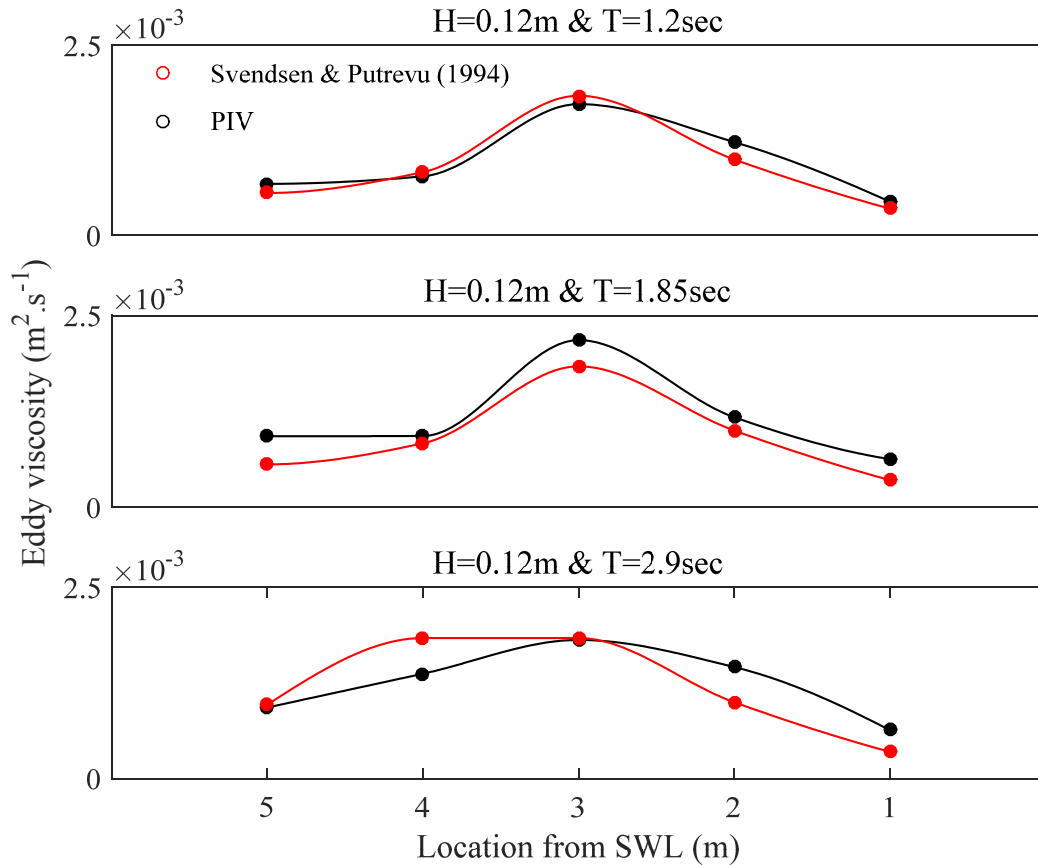 H=0.12m & T=1.2sec
×10⁻³
2.5
Svendsen & Putrevu (1994)
PIV
0
H=0.12m & T=1.85sec
×10⁻³
2.5
0
Eddy viscosity (m².s⁻¹)
H=0.12m & T=2.9sec
×10⁻³
2.5
0
5 4 3 2 1
Location from SWL (m)